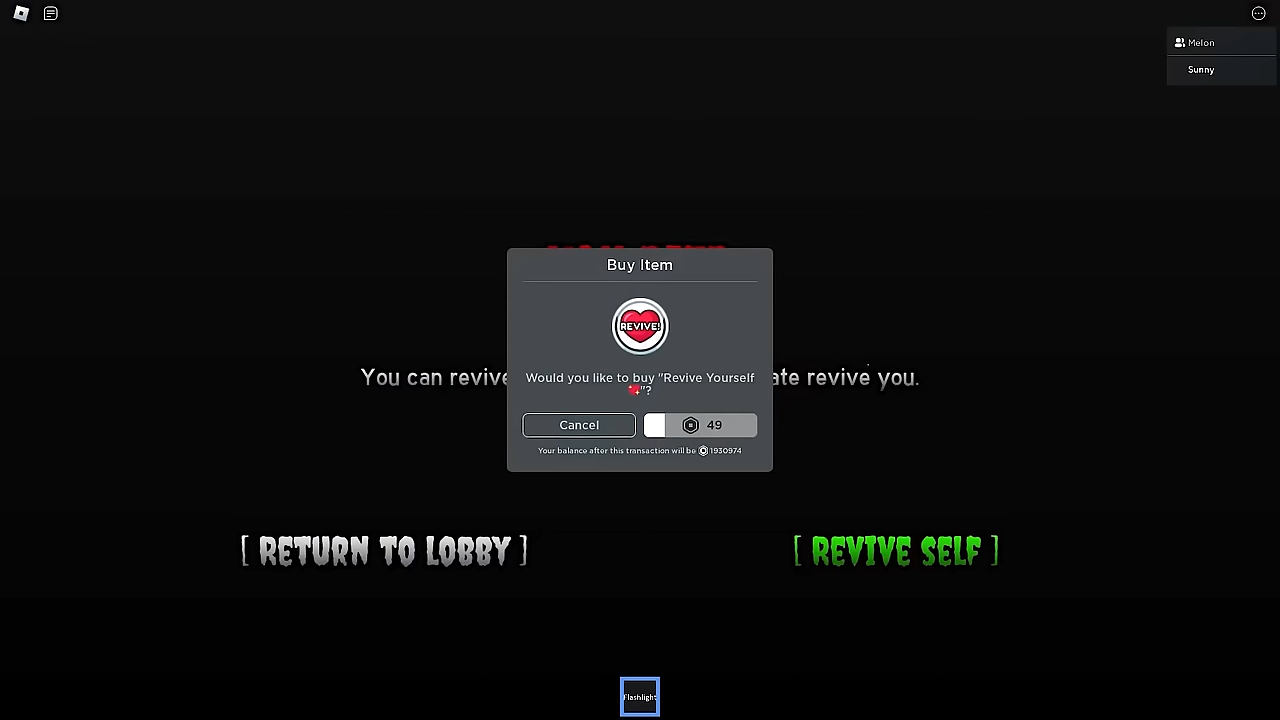 Melon
Sunny
Buy Item
REVIVE!
Would you like to buy "Revive Yourself
"?
You can revive
ate revive you.
Cancel
49
Your balance after this transaction will be 1930974
[ RETURN TO LOBBY ]
[ REVIVE SELF ]
Flashlight